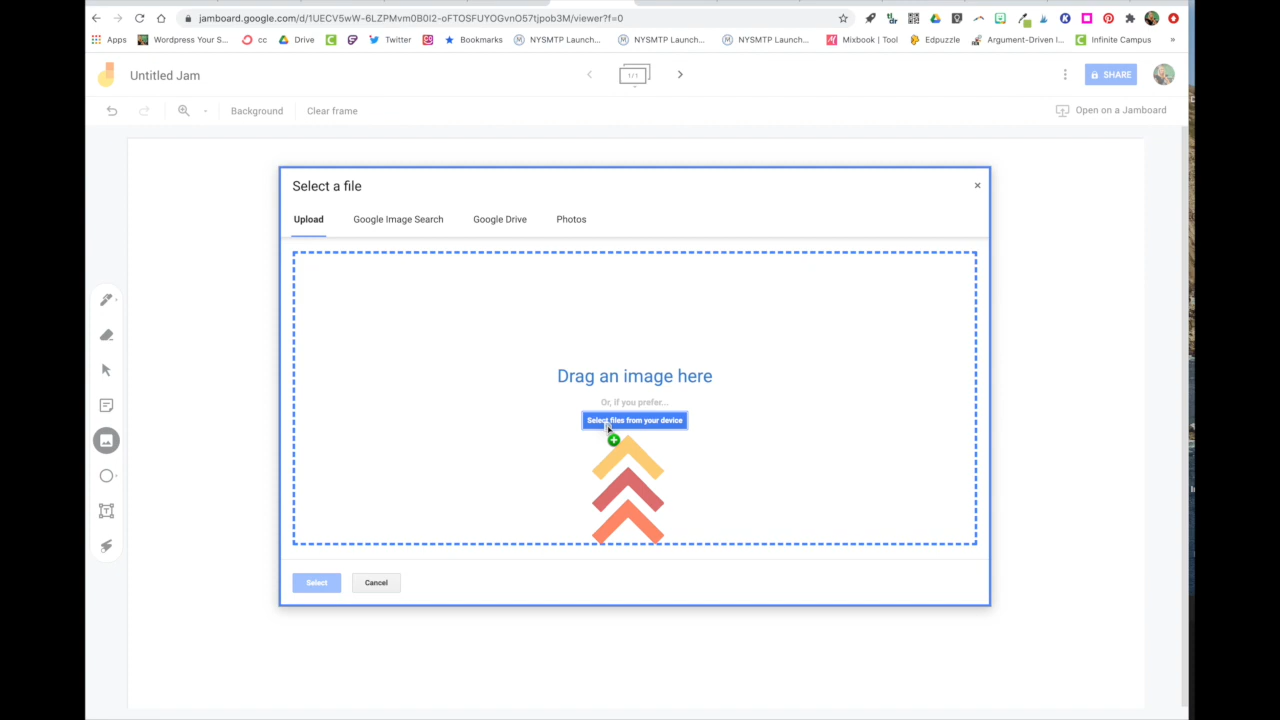 jamboard.google.com/d/1UECV5wW-6LZPMvm0B0I2-oFTOSFUYOGvnO57tjpob3M/viewer?f=0
Apps Wordpress Your S... cc Drive Twitter Bookmarks NYSMTP Launch... NYSMTP Launch... NYSMTP Launch... Mixbook | Tool Edpuzzle Argument-Driven I... Infinite Campus »
Untitled Jam 1/1 SHARE
Background Clear frame Open on a Jamboard
Select a file
Upload Google Image Search Google Drive Photos
Drag an image here
Or, if you prefer...
Select files from your device
Select Cancel